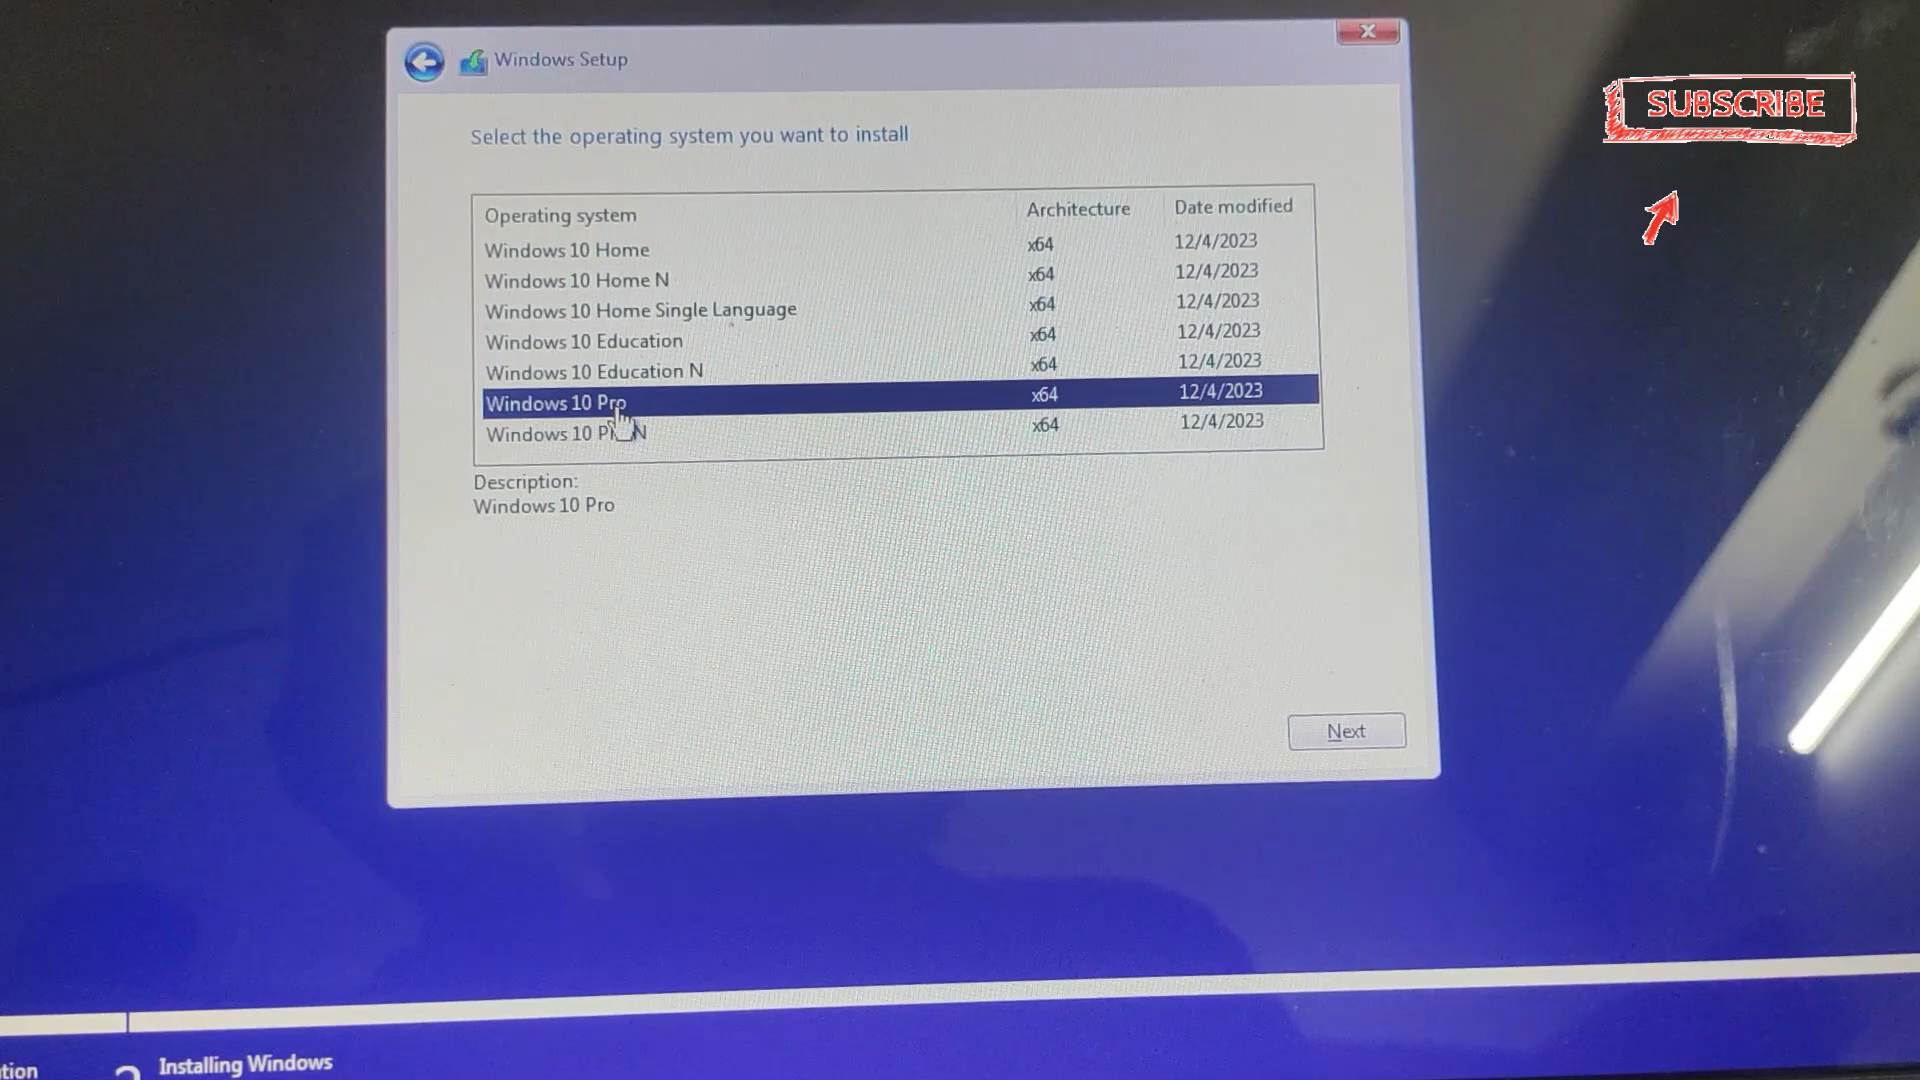 Windows Setup
SUBSCRIBE
Select the operating system you want to install
Operating system Architecture Date modified
Windows 10 Home x64 12/4/2023
Windows 10 Home N x64 12/4/2023
Windows 10 Home Single Language x64 12/4/2023
Windows 10 Education x64 12/4/2023
Windows 10 Education N x64 12/4/2023
Windows 10 Pro x64 12/4/2023
Windows 10 N x64 12/4/2023
Description:
Windows 10 Pro
Next
tion 2 Installing Windows